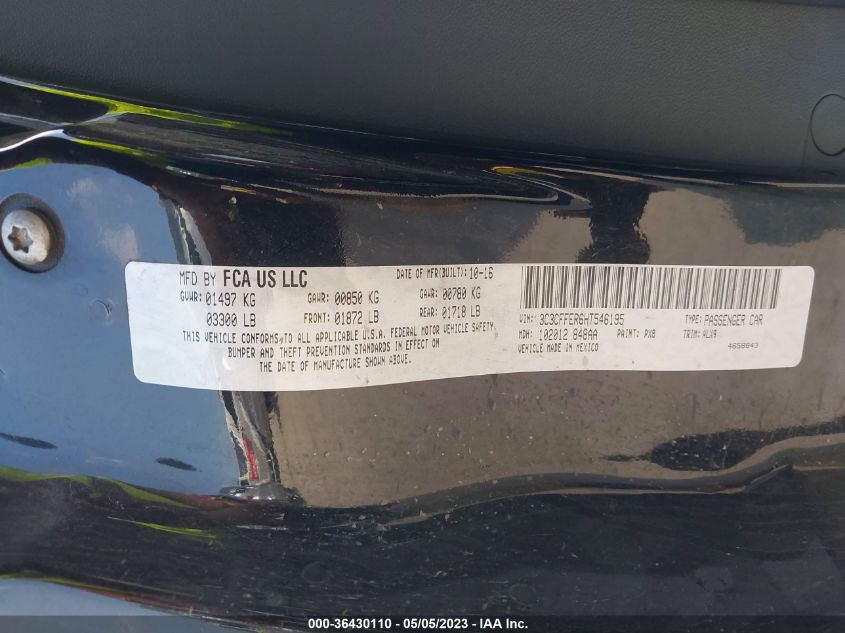 MFD BY FCA US LLC DATE OF MFR(BUILT): 10-16
GVWR: 01497 KG GAWR: 00850 KG GAWR: 00780 KG
03300 LB FRONT: 01872 LB REAR: 01718 LB
THIS VEHICLE CONFORMS TO ALL APPLICABLE U.S.A. FEDERAL MOTOR VEHICLE SAFETY,
BUMPER AND THEFT PREVENTION STANDARDS IN EFFECT ON
THE DATE OF MANUFACTURE SHOWN ABOVE.
VIN: 3C3CFFER6HT546195 TYPE: PASSENGER CAR
MDH: 102012 848AA PAINT: PX8 TRIM: ALX9
VEHICLE MADE IN MEXICO 4658843
000-36430110 - 05/05/2023 - IAA Inc.